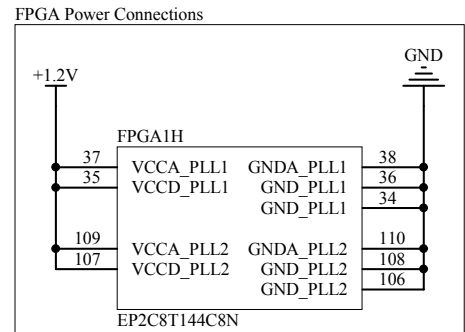 FPGA Power Connections
GND
+1.2V
FPGA1H
37 VCCA_PLL1 GNDA_PLL1 38
35 VCCD_PLL1 GND_PLL1 36
GND_PLL1 34
109 VCCA_PLL2 GNDA_PLL2 110
107 VCCD_PLL2 GND_PLL2 108
GND_PLL2 106
EP2C8T144C8N